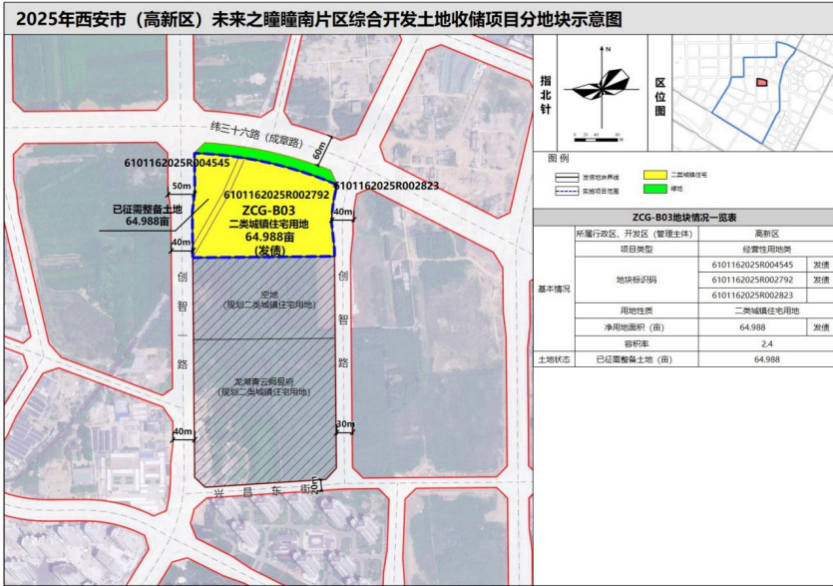 2025年西安市（高新区）未来之瞳瞳南片区综合开发土地收储项目分地块示意图
纬三十六路（成章路）
60m
6101162025R004545
50m
6101162025R002792
6101162025R002823
已征需整备土地
64.988亩
ZCG-B03
二类城镇住宅用地
64.988亩
(发债)
40m
40m
创智一路
空地
(规划二类城镇住宅用地)
创智路
龙湖青云阙
(规划二类城镇住宅用地)
40m
30m
兴昌东街
20m
指北针
N
区位图
图例
发债地块界线
二类城镇住宅
实施项目范围
绿地
ZCG-B03地块情况一览表
基本情况
所属行政区、开发区（管理主体）
高新区
项目类型
经营性用地类
地块标识码
6101162025R004545
发债
6101162025R002792
发债
6101162025R002823
用地性质
二类城镇住宅用地
净用地面积（亩）
64.988
发债
容积率
2.4
土地状态
已征需整备土地（亩）
64.988